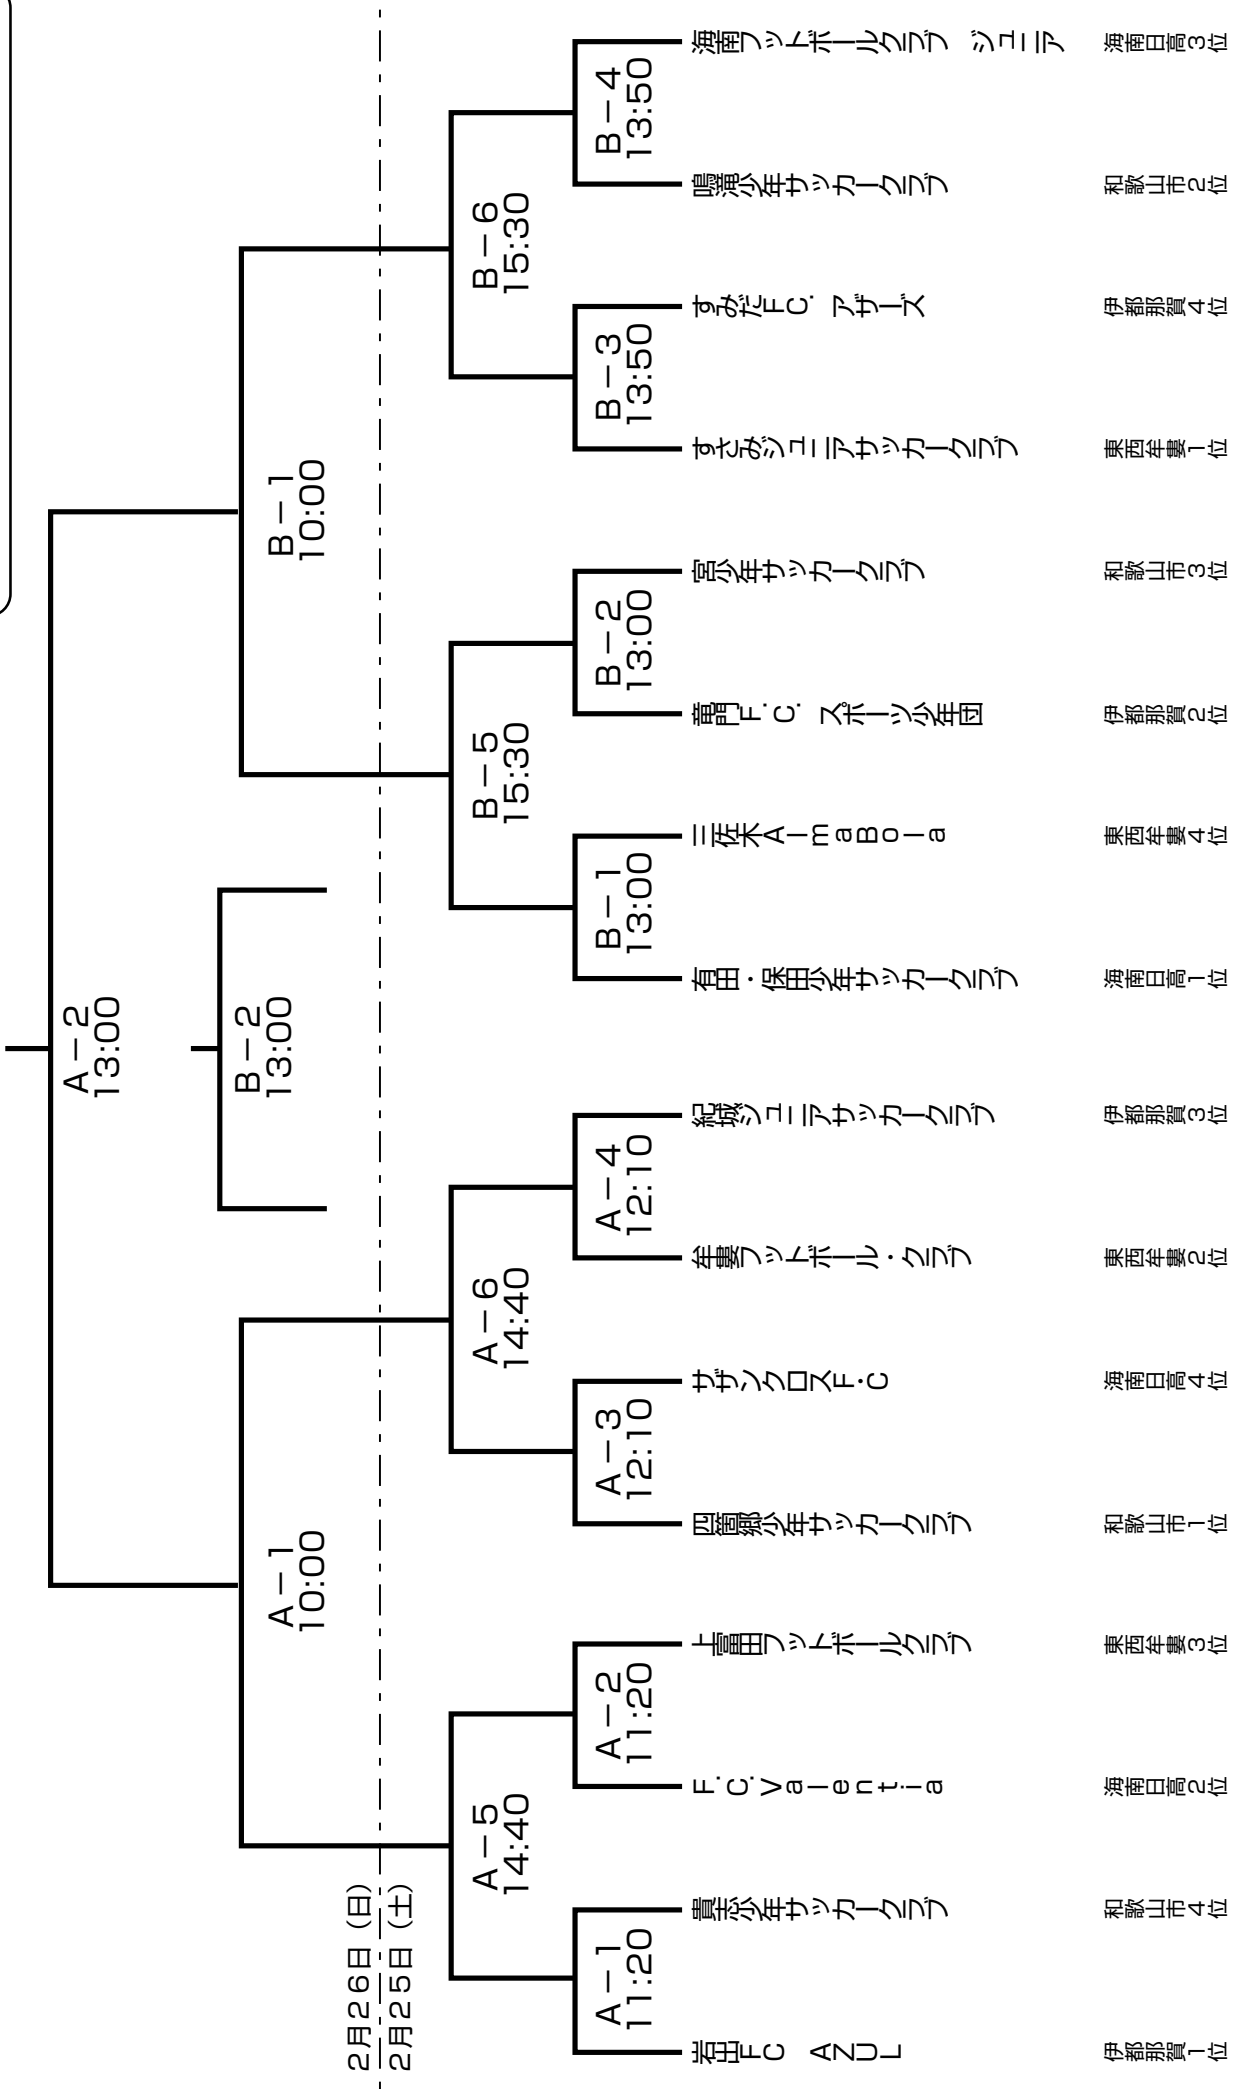 A－2
13:00
B－2
13:00
A－1
10:00
B－1
10:00
2月26日（日）
2月25日（土）
A－5
14:40
A－6
14:40
B－5
15:30
B－6
15:30
A－1
11:20
A－2
11:20
A－3
12:10
A－4
12:10
B－1
13:00
B－2
13:00
B－3
13:50
B－4
13:50
岩出FC　AZUL
貴志少年サッカークラブ
F．C．Valentia
上富田フットボールクラブ
四箇郷少年サッカークラブ
サザンクロスF・C
牟婁フットボール・クラブ
紀城ジュニアサッカークラブ
有田・保田少年サッカークラブ
三佐木AlmaBola
竜門F．C．スポーツ少年団
宮少年サッカークラブ
すさみジュニアサッカークラブ
すみだFC．アザーズ
鳴滝少年サッカークラブ
海南フットボールクラブ　ジュニア
伊都那賀1位
和歌山市4位
海南日高2位
東西牟婁3位
和歌山市1位
海南日高4位
東西牟婁2位
伊都那賀3位
海南日高1位
東西牟婁4位
伊都那賀2位
和歌山市3位
東西牟婁1位
伊都那賀4位
和歌山市2位
海南日高3位